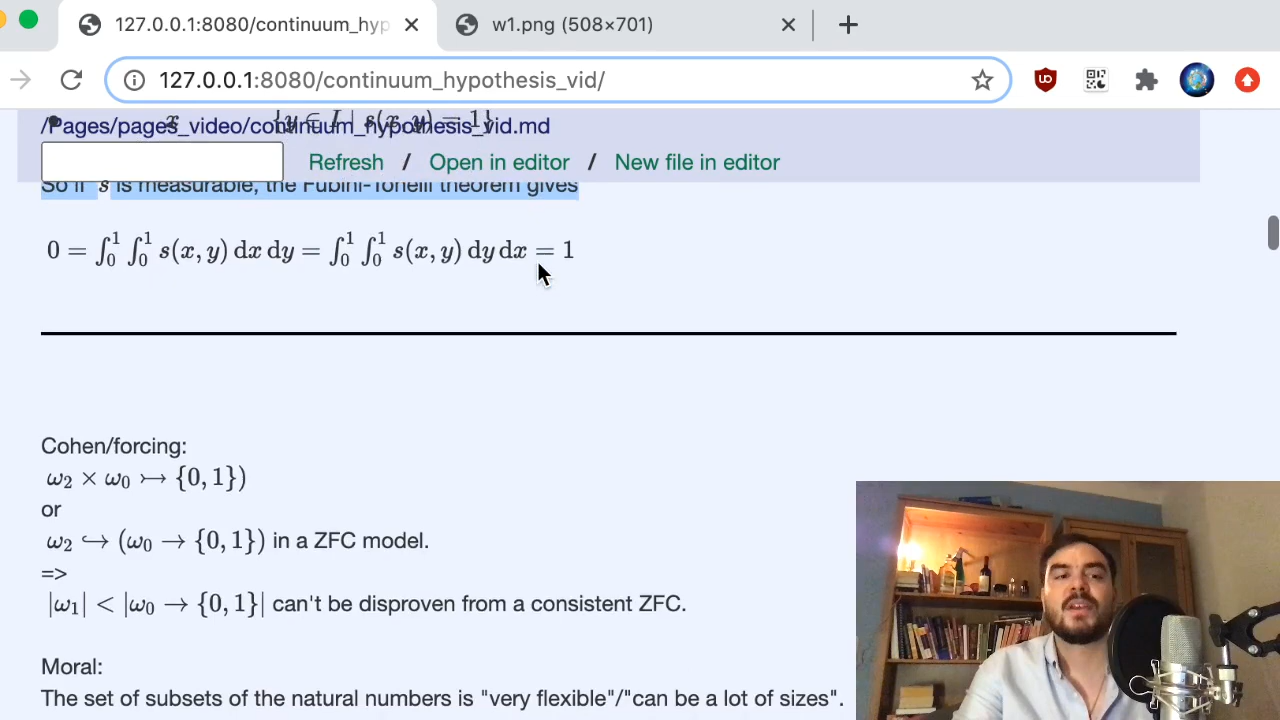 127.0.0.1:8080/continuum_hyp
w1.png (508×701)
127.0.0.1:8080/continuum_hypothesis_vid/
x {y ∈ I | s(x, y) = 1}
/Pages/pages_video/continuum_hypothesis_vid.md
Refresh / Open in editor / New file in editor
So if s is measurable, the Fubini-Tonelli theorem gives
0 = ∫₀¹ ∫₀¹ s(x, y) dx dy = ∫₀¹ ∫₀¹ s(x, y) dy dx = 1
Cohen/forcing:
ω₂ × ω₀ ↣ {0, 1})
or
ω₂ ↪ (ω₀ → {0, 1}) in a ZFC model.
=>
|ω₁| < |ω₀ → {0, 1}| can't be disproven from a consistent ZFC.
Moral:
The set of subsets of the natural numbers is "very flexible"/"can be a lot of sizes".